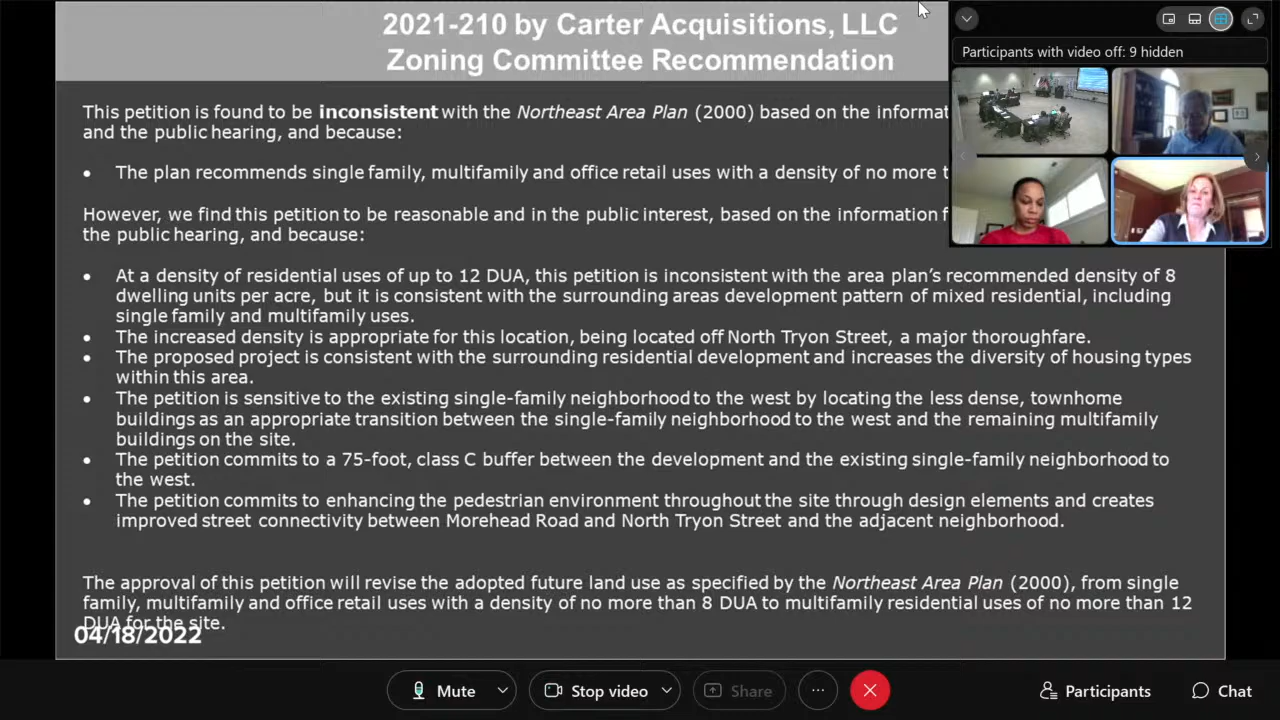 2021-210 by Carter Acquisitions, LLC
Zoning Committee Recommendation
Participants with video off: 9 hidden
This petition is found to be inconsistent with the Northeast Area Plan (2000) based on the
and the public hearing, and because:
• The plan recommends single family, multifamily and office retail uses with a density of no more
However, we find this petition to be reasonable and in the public interest, based on the information
the public hearing, and because:
• At a density of residential uses of up to 12 DUA, this petition is inconsistent with the area plan’s recommended density of 8
dwelling units per acre, but it is consistent with the surrounding areas development pattern of mixed residential, including
single family and multifamily uses.
• The increased density is appropriate for this location, being located off North Tryon Street, a major thoroughfare.
• The proposed project is consistent with the surrounding residential development and increases the diversity of housing types
within this area.
• The petition is sensitive to the existing single-family neighborhood to the west by locating the less dense, townhome
buildings as an appropriate transition between the single-family neighborhood to the west and the remaining multifamily
buildings on the site.
• The petition commits to a 75-foot, class C buffer between the development and the existing single-family neighborhood to
the west.
• The petition commits to enhancing the pedestrian environment throughout the site through design elements and creates
improved street connectivity between Morehead Road and North Tryon Street and the adjacent neighborhood.
The approval of this petition will revise the adopted future land use as specified by the Northeast Area Plan (2000), from single
family, multifamily and office retail uses with a density of no more than 8 DUA to multifamily residential uses of no more than 12
DUA for the site.
04/18/2022
Mute
Stop video
Share
Participants
Chat